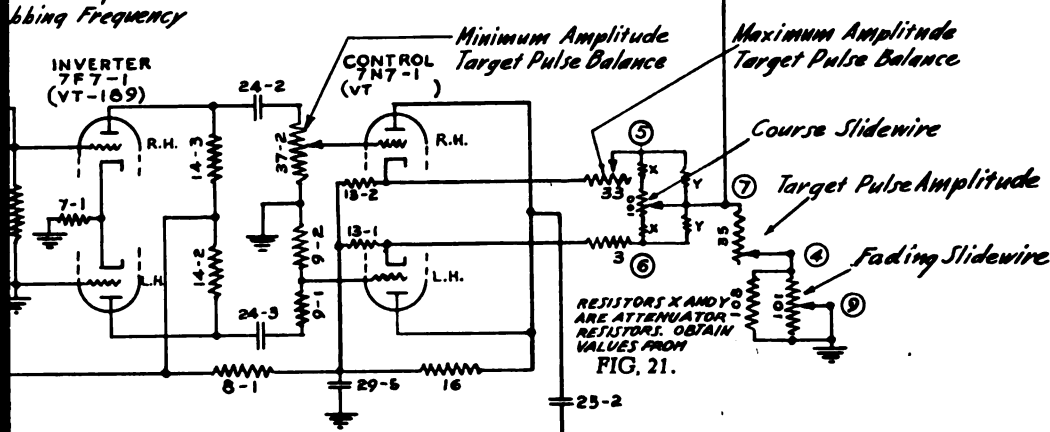 bbing Frequency
INVERTER
7F7-1
(VT-189)
R.H.
L.H.
7-1
14-3
14-2
24-2
24-3
37-2
9-2
9-1
8-1
CONTROL
7N7-1
(VT )
R.H.
L.H.
13-2
13-1
29-5
16
25-2
Minimum Amplitude
Target Pulse Balance
Maximum Amplitude
Target Pulse Balance
33
3
5
6
X
100
X
Y
Y
Course Slidewire
7
Target Pulse Amplitude
85
4
Fading Slidewire
108
101
9
RESISTORS X AND Y
ARE ATTENUATOR
RESISTORS. OBTAIN
VALUES FROM
FIG. 21.